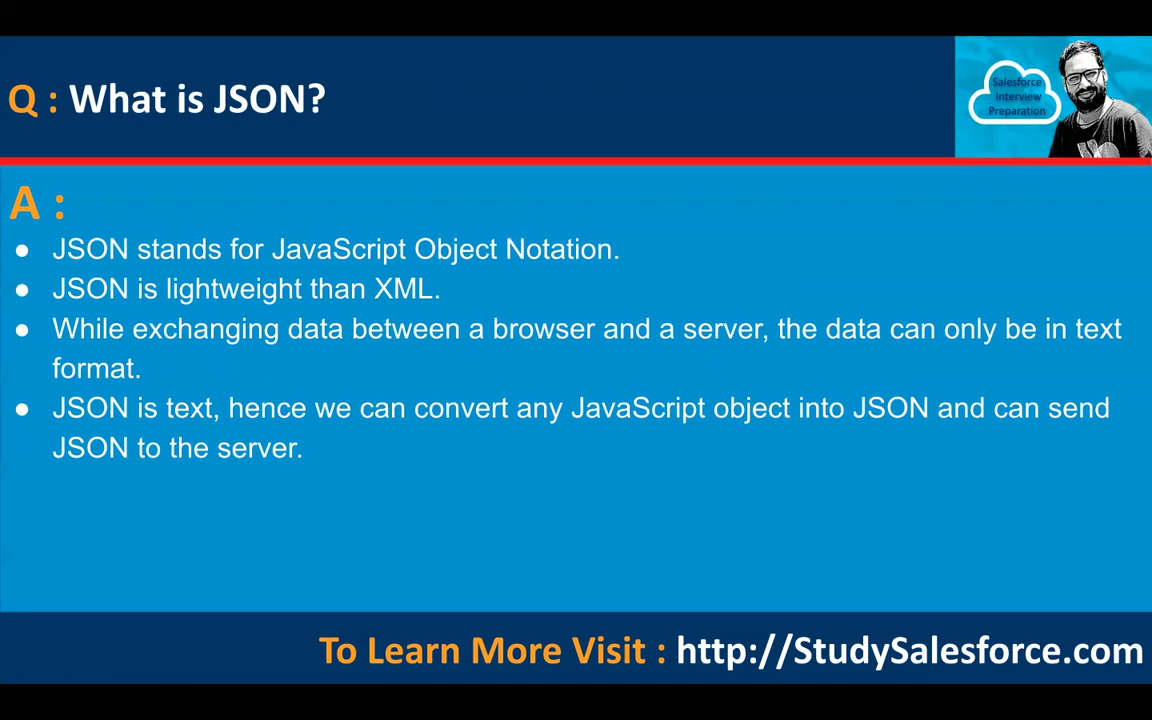 Q : What is JSON?
Salesforce
Interview
Preparation
A :
● JSON stands for JavaScript Object Notation.
● JSON is lightweight than XML.
● While exchanging data between a browser and a server, the data can only be in text
format.
● JSON is text, hence we can convert any JavaScript object into JSON and can send
JSON to the server.
To Learn More Visit : http://StudySalesforce.com